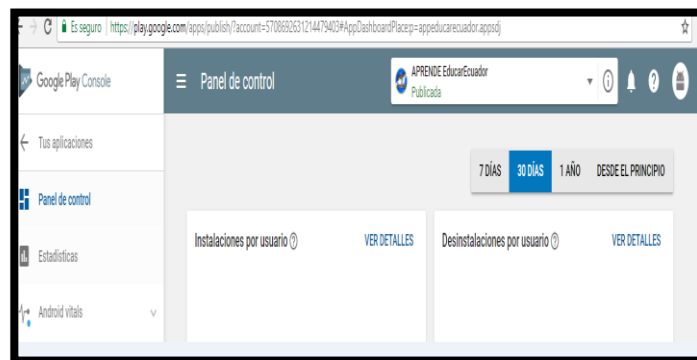 Es seguro | https://play.google.com/apps/publish/?account=5708692631214479403#AppDashboardPlace:p=appeducarecuador.appsdj
Google Play Console
Panel de control
APRENDE EducarEcuador
Publicada
Tus aplicaciones
7 DÍAS 30 DÍAS 1 AÑO DESDE EL PRINCIPIO
Panel de control
Instalaciones por usuario VER DETALLES Desinstalaciones por usuario VER DETALLES
Estadísticas
Android vitals